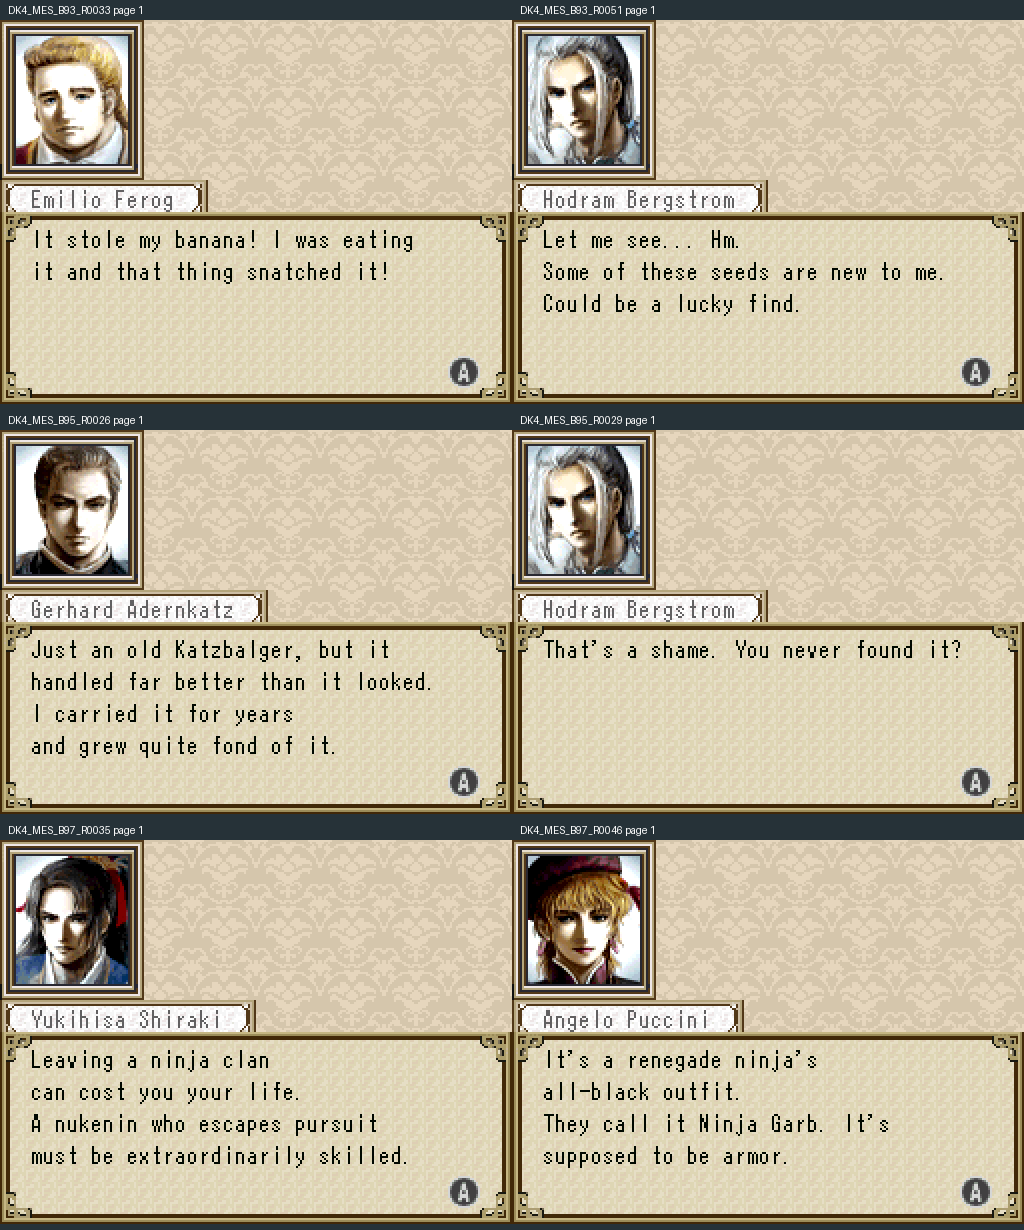 DK4_MES_B93_R0033 page 1
Emilio Ferog
It stole my banana! I was eating
it and that thing snatched it!
A
DK4_MES_B93_R0051 page 1
Hodram Bergstrom
Let me see... Hm.
Some of these seeds are new to me.
Could be a lucky find.
A
DK4_MES_B95_R0026 page 1
Gerhard Adernkatz
Just an old Katzbalger, but it
handled far better than it looked.
I carried it for years
and grew quite fond of it.
A
DK4_MES_B95_R0029 page 1
Hodram Bergstrom
That's a shame. You never found it?
A
DK4_MES_B97_R0035 page 1
Yukihisa Shiraki
Leaving a ninja clan
can cost you your life.
A nukenin who escapes pursuit
must be extraordinarily skilled.
A
DK4_MES_B97_R0046 page 1
Angelo Puccini
It's a renegade ninja's
all-black outfit.
They call it Ninja Garb. It's
supposed to be armor.
A